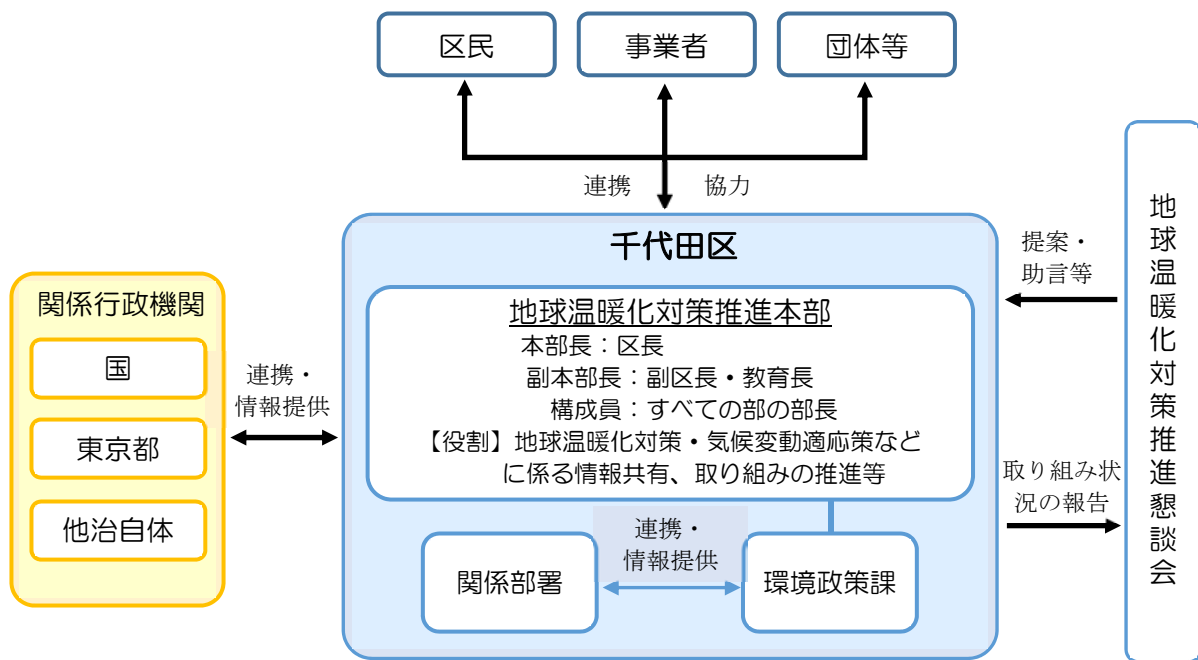 区民
事業者
団体等
連携
協力
千代田区
地球温暖化対策推進本部
本部長：区長
副本部長：副区長・教育長
構成員：すべての部の部長
【役割】地球温暖化対策・気候変動適応策など
に係る情報共有、取り組みの推進等
連携・
情報提供
関係部署
環境政策課
関係行政機関
国
東京都
他治自体
連携・
情報提供
提案・
助言等
取り組み状
況の報告
地球温暖化対策推進懇談会